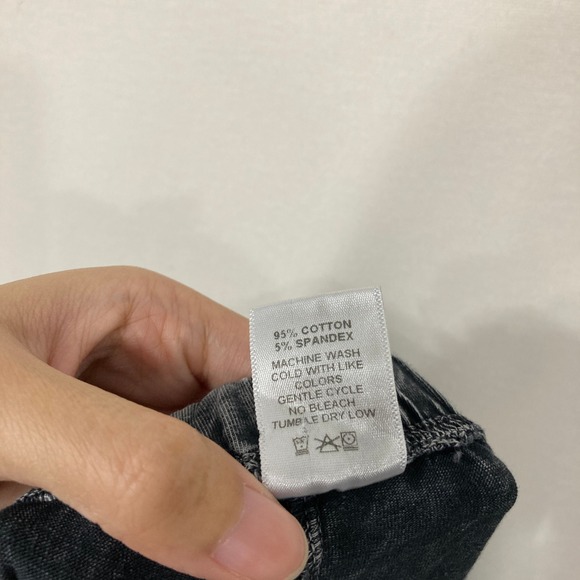 95% COTTON
5% SPANDEX
MACHINE WASH
COLD WITH LIKE
COLORS
GENTLE CYCLE
NO BLEACH
TUMBLE DRY LOW